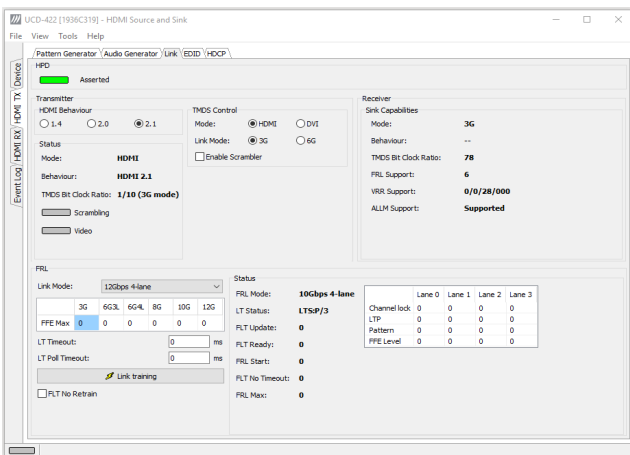 UCD-422 [1936C319] - HDMI Source and Sink
File View Tools Help
Pattern Generator Audio Generator Link EDID HDCP
Device
HDMI TX
HDMI RX
Event Log
HPD
Asserted
Transmitter
HDMI Behaviour
1.4 2.0 2.1
Status
Mode: HDMI
Behaviour: HDMI 2.1
TMDS Bit Clock Ratio: 1/10 (3G mode)
Scrambling
Video
TMDS Control
Mode: HDMI DVI
Link Mode: 3G 6G
Enable Scrambler
Receiver
Sink Capabilities
Mode: 3G
Behaviour: --
TMDS Bit Clock Ratio: 78
FRL Support: 6
VRR Support: 0/0/28/000
ALLM Support: Supported
FRL
Link Mode: 12Gbps 4-lane
3G 6G3L 6G4L 8G 10G 12G
FFE Max 0 0 0 0 0 0
LT Timeout: 0 ms
LT Poll Timeout: 0 ms
Link training
FLT No Retrain
Status
FRL Mode: 10Gbps 4-lane
LT Status: LTS:P/3
FLT Update: 0
FLT Ready: 0
FRL Start: 0
FLT No Timeout: 0
FRL Max: 0
Lane 0 Lane 1 Lane 2 Lane 3
Channel lock 0 0 0 0
LTP 0 0 0 0
Pattern 0 0 0 0
FFE Level 0 0 0 0